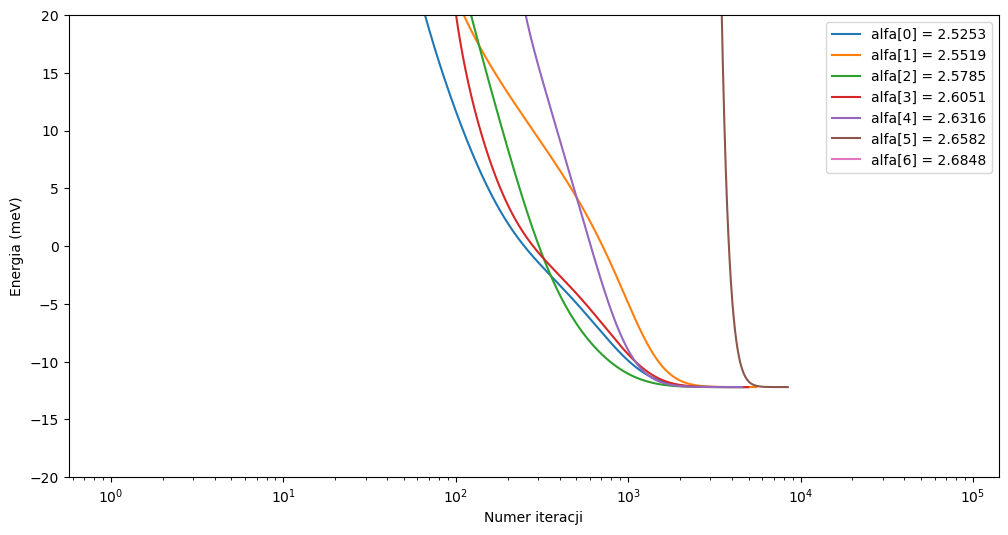 20
15
10
5
0
−5
−10
−15
−20
Energia (meV)
alfa[0] = 2.5253
alfa[1] = 2.5519
alfa[2] = 2.5785
alfa[3] = 2.6051
alfa[4] = 2.6316
alfa[5] = 2.6582
alfa[6] = 2.6848
10⁰ 10¹ 10² 10³ 10⁴ 10⁵
Numer iteracji